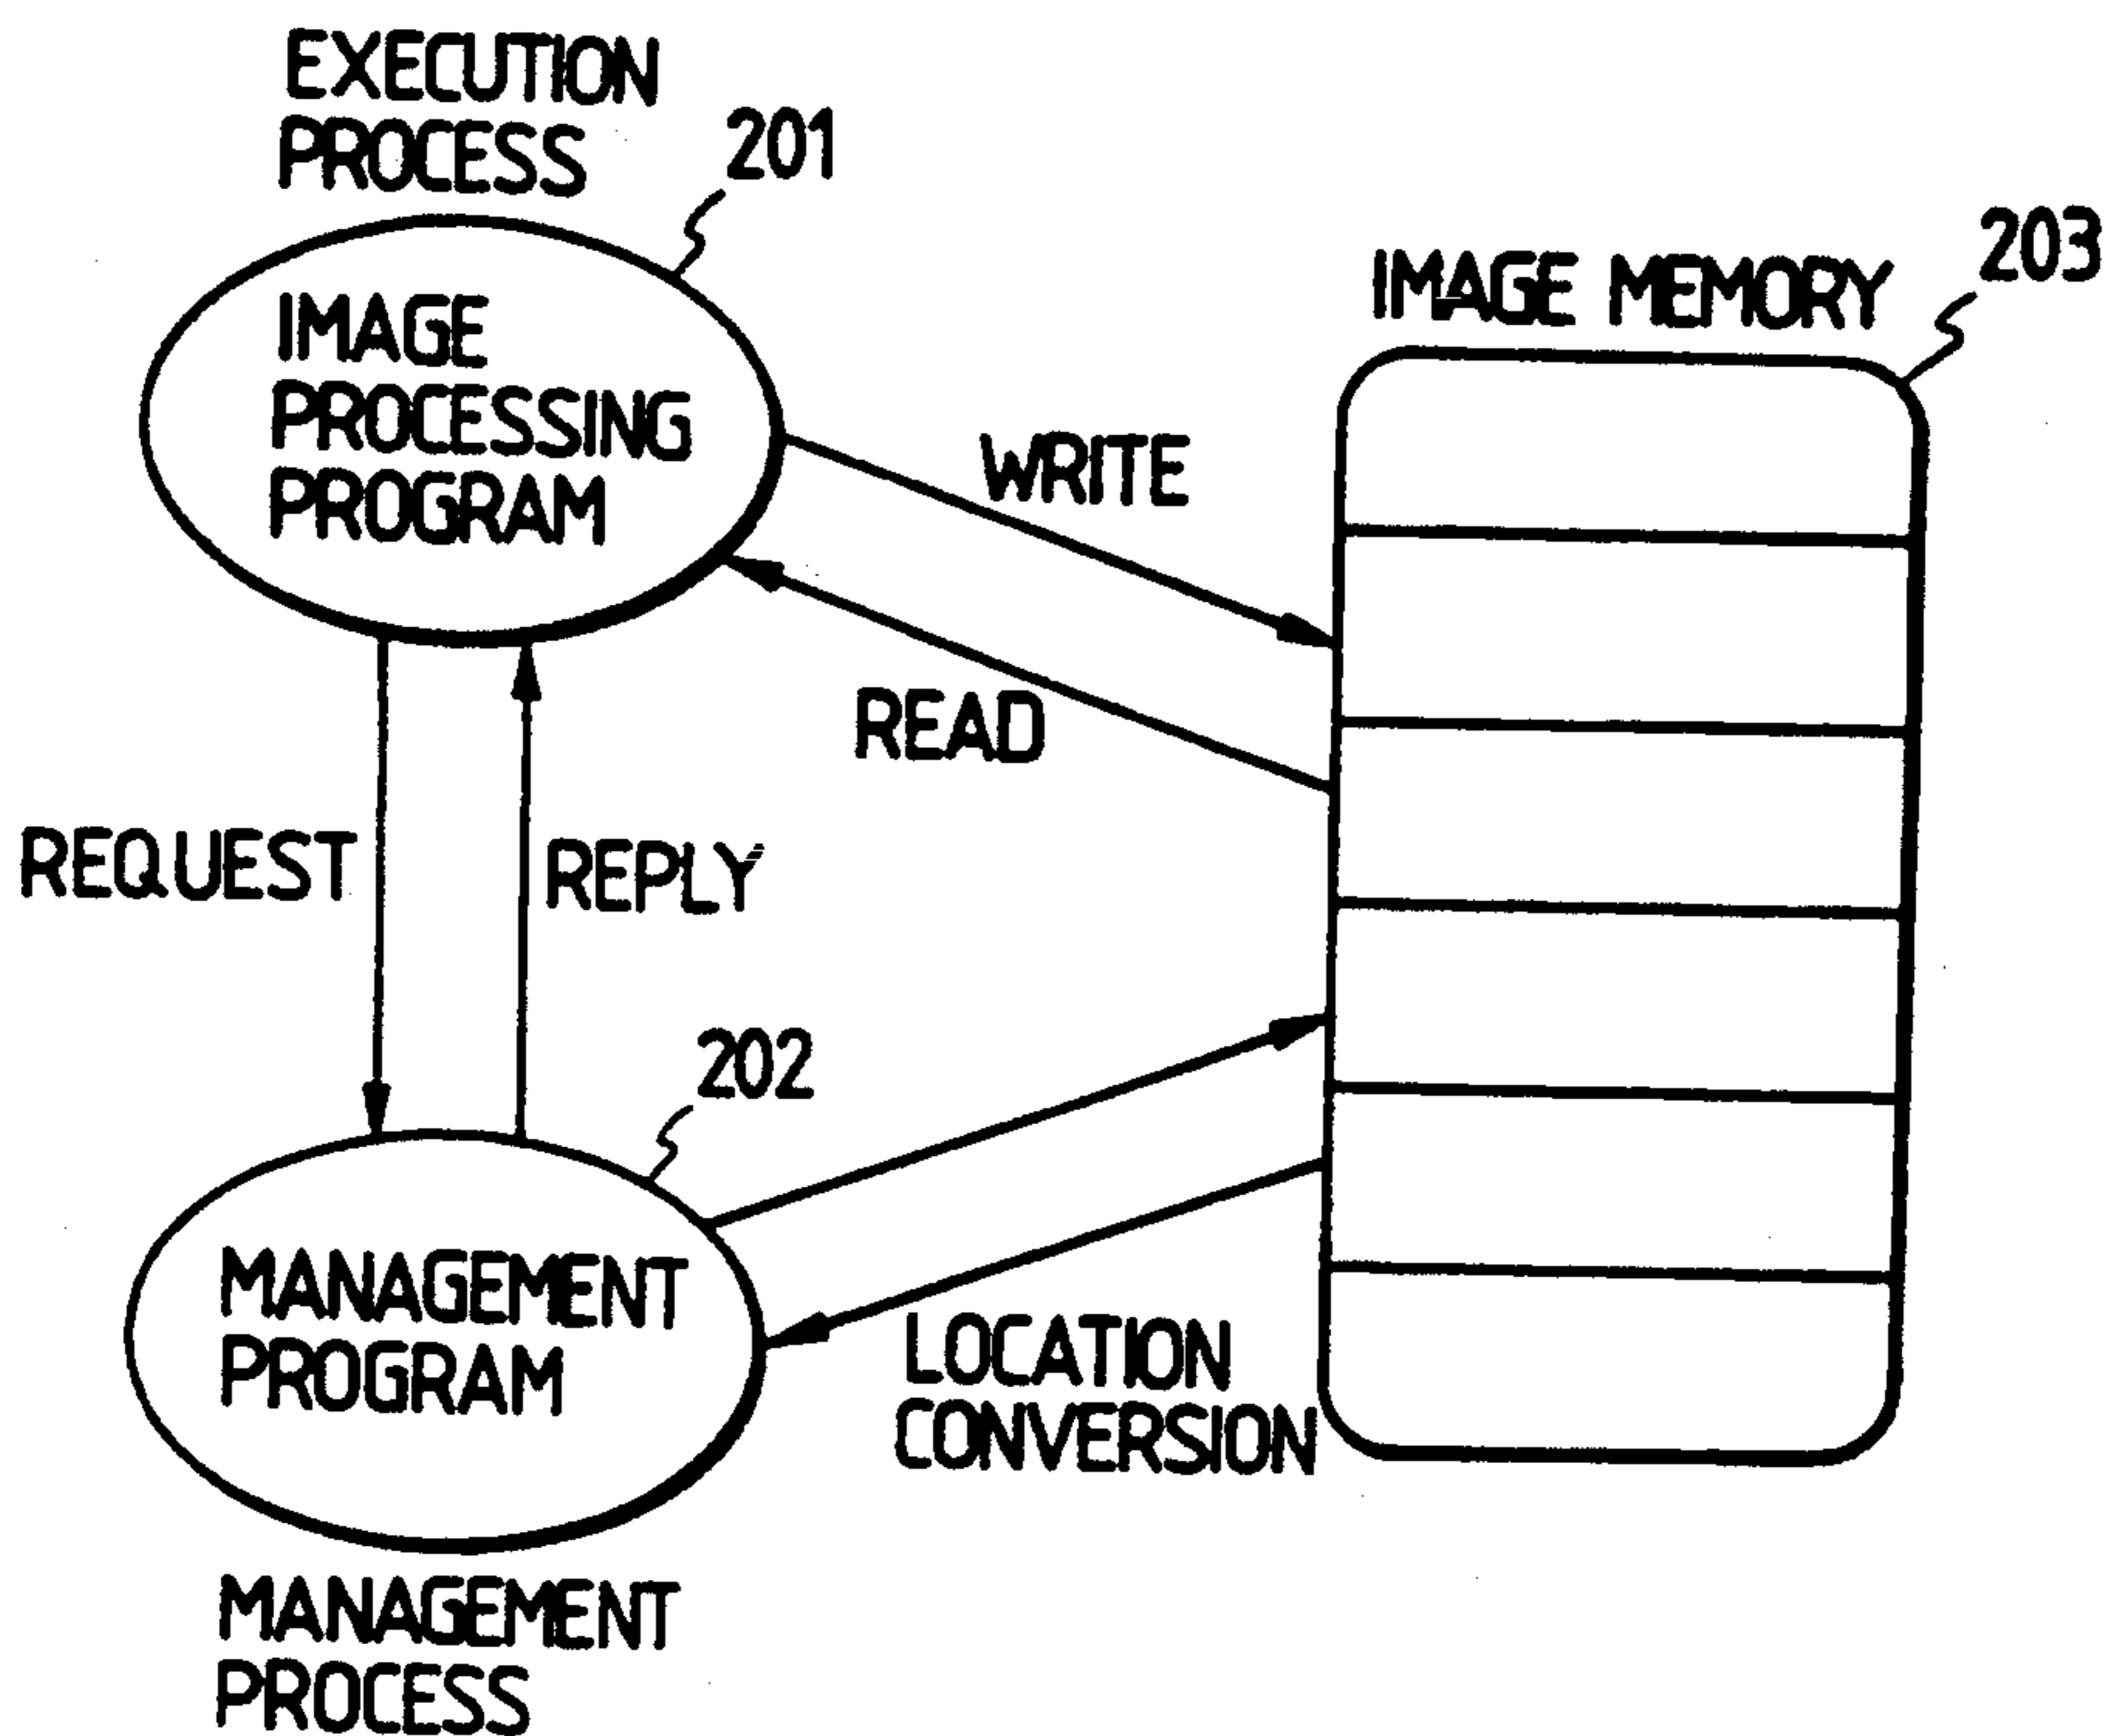 EXECUTION
PROCESS
201
IMAGE
PROCESSING
PROGRAM
IMAGE MEMORY
203
WRITE
READ
REQUEST
REPLY
202
MANAGEMENT
PROGRAM
LOCATION
CONVERSION
MANAGEMENT
PROCESS